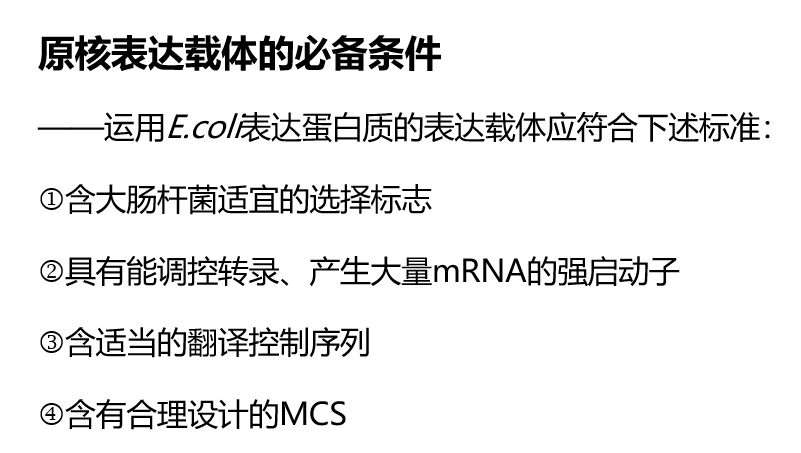 原核表达载体的必备条件
——运用E.coli表达蛋白质的表达载体应符合下述标准：
①含大肠杆菌适宜的选择标志
②具有能调控转录、产生大量mRNA的强启动子
③含适当的翻译控制序列
④含有合理设计的MCS